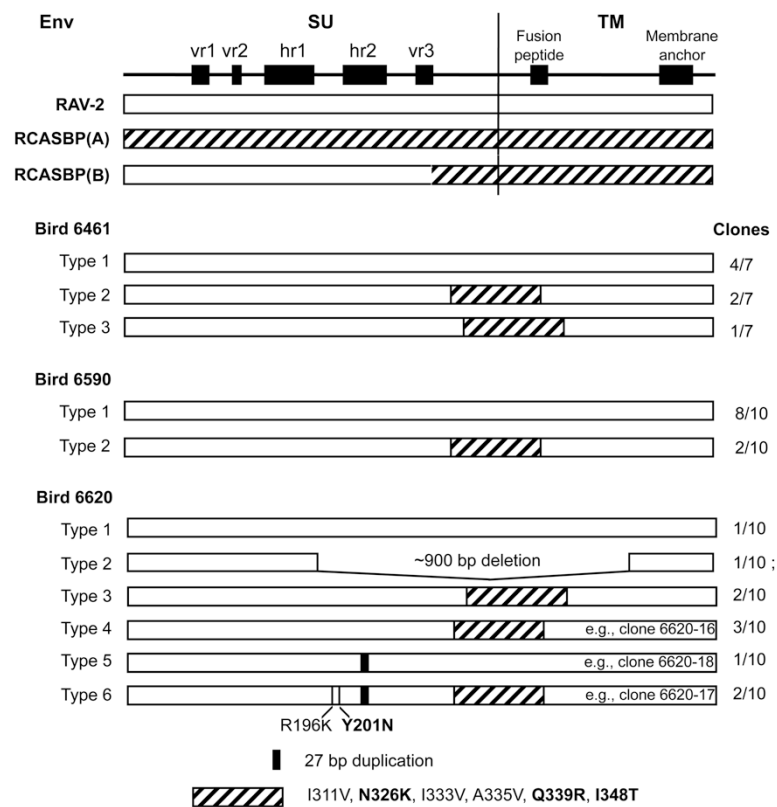 Env SU TM
vr1 vr2 hr1 hr2 vr3 Fusion peptide Membrane anchor
RAV-2
RCASBP(A)
RCASBP(B)
Bird 6461 Clones
Type 1 4/7
Type 2 2/7
Type 3 1/7
Bird 6590
Type 1 8/10
Type 2 2/10
Bird 6620
Type 1 1/10
Type 2 ~900 bp deletion 1/10 ;
Type 3 2/10
Type 4 e.g., clone 6620-16 3/10
Type 5 e.g., clone 6620-18 1/10
Type 6 e.g., clone 6620-17 2/10
R196K Y201N
27 bp duplication
I311V, N326K, I333V, A335V, Q339R, I348T